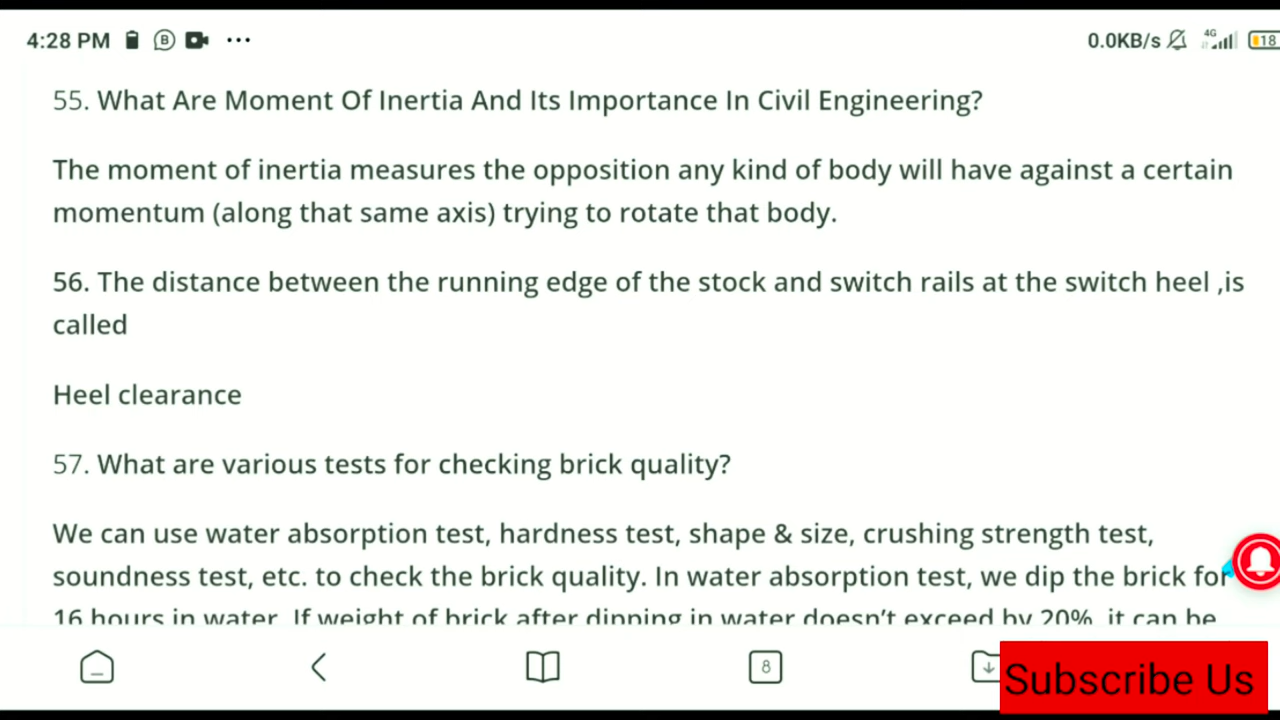 4:28 PM B ...
0.0KB/s 4G 18
55. What Are Moment Of Inertia And Its Importance In Civil Engineering?
The moment of inertia measures the opposition any kind of body will have against a certain
momentum (along that same axis) trying to rotate that body.
56. The distance between the running edge of the stock and switch rails at the switch heel ,is
called
Heel clearance
57. What are various tests for checking brick quality?
We can use water absorption test, hardness test, shape & size, crushing strength test,
soundness test, etc. to check the brick quality. In water absorption test, we dip the brick for
16 hours in water. If weight of brick after dipping in water doesn't exceed by 20%, it can be
8
Subscribe Us